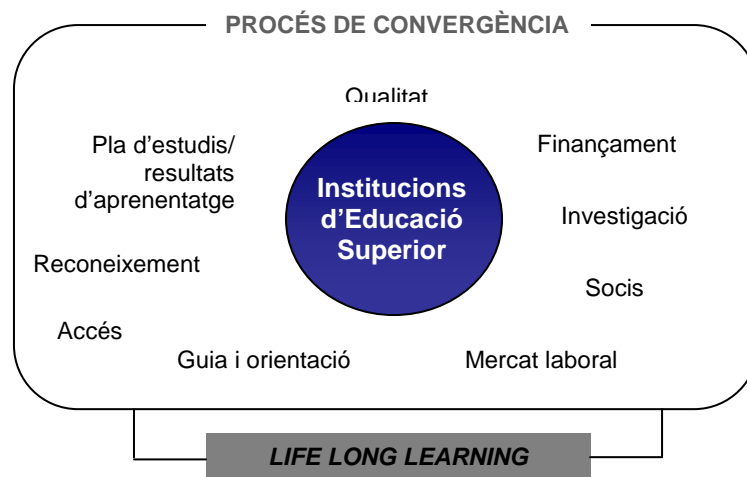 PROCÉS DE CONVERGÈNCIA
Qualitat
Pla d'estudis/
resultats
d'aprenentatge
Finançament
Institucions
d'Educació
Superior
Investigació
Reconeixement
Socis
Accés
Guia i orientació
Mercat laboral
LIFE LONG LEARNING